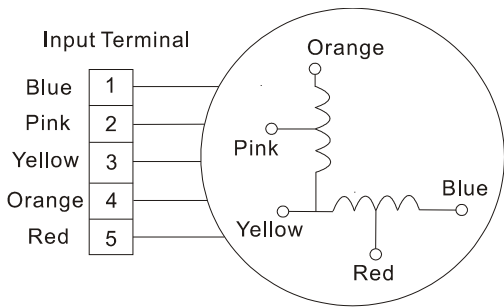 Input Terminal
Blue 1
Pink 2
Yellow 3
Orange 4
Red 5
Orange
Pink
Yellow
Blue
Red